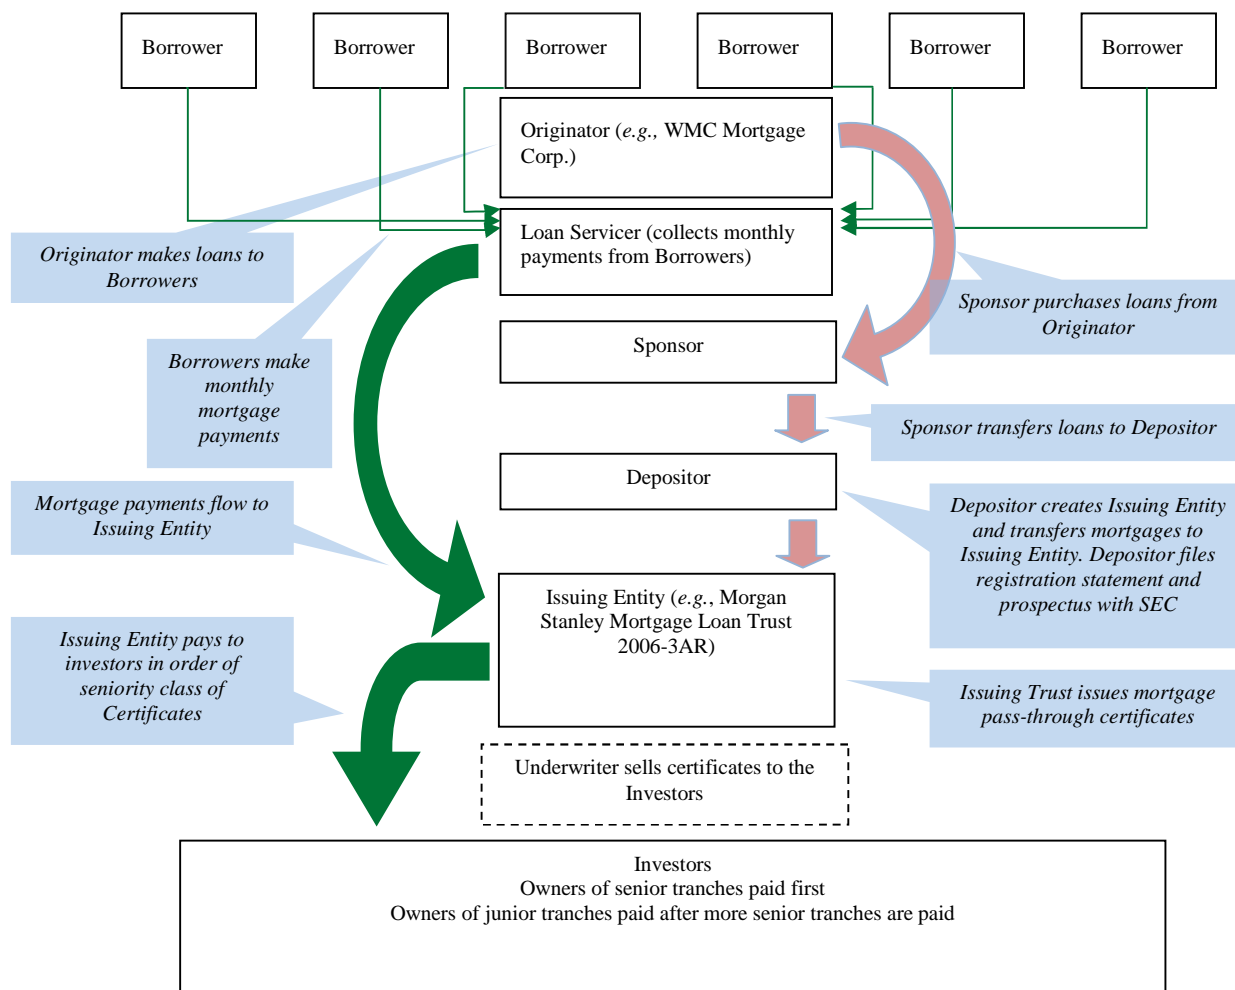 Borrower
Borrower
Borrower
Borrower
Borrower
Borrower
Originator (e.g., WMC Mortgage
Corp.)
Originator makes loans to
Borrowers
Loan Servicer (collects monthly
payments from Borrowers)
Sponsor purchases loans from
Originator
Borrowers make
monthly
mortgage
payments
Sponsor
Sponsor transfers loans to Depositor
Depositor
Mortgage payments flow to
Issuing Entity
Depositor creates Issuing Entity
and transfers mortgages to
Issuing Entity. Depositor files
registration statement and
prospectus with SEC
Issuing Entity (e.g., Morgan
Stanley Mortgage Loan Trust
2006-3AR)
Issuing Entity pays to
investors in order of
seniority class of
Certificates
Issuing Trust issues mortgage
pass-through certificates
Underwriter sells certificates to the
Investors
Investors
Owners of senior tranches paid first
Owners of junior tranches paid after more senior tranches are paid